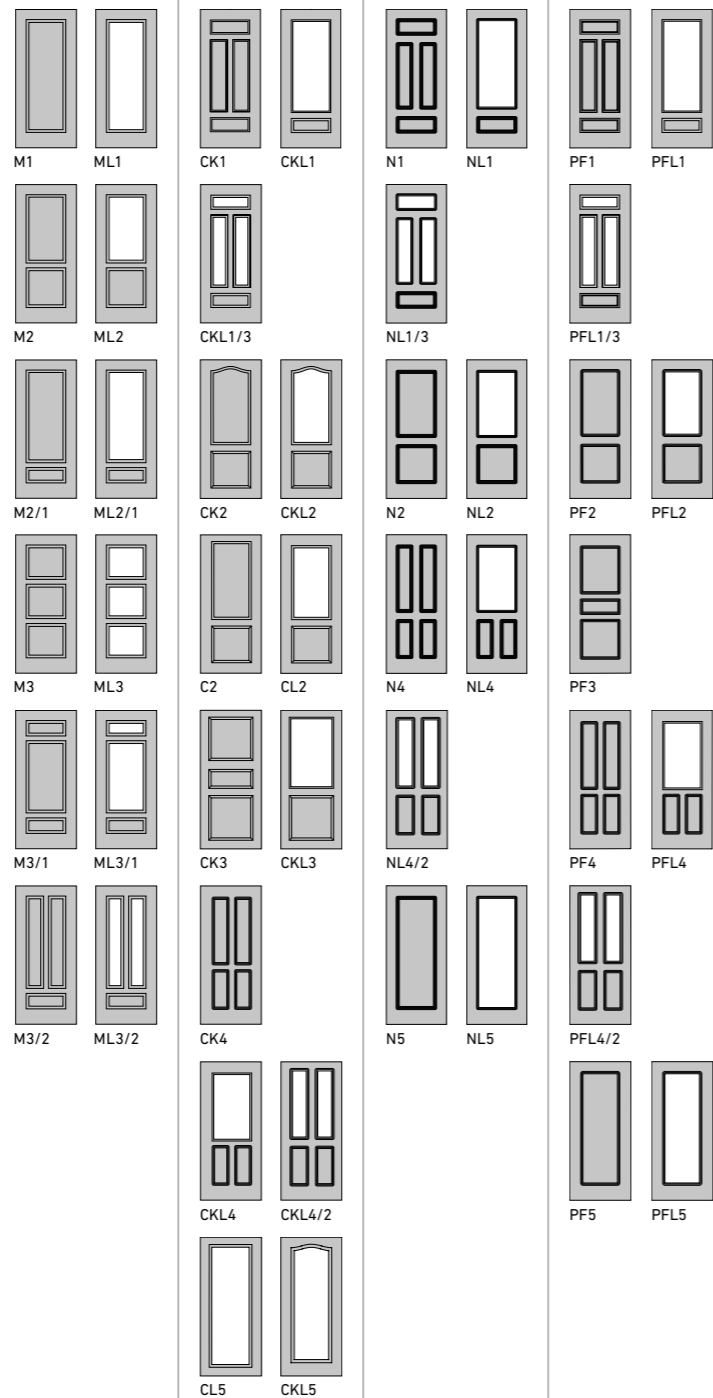 M1 ML1 CK1 CKL1 N1 NL1 PF1 PFL1
M2 ML2 CKL1/3 NL1/3 PFL1/3
M2/1 ML2/1 CK2 CKL2 N2 NL2 PF2 PFL2
M3 ML3 C2 CL2 N4 NL4 PF3
M3/1 ML3/1 CK3 CKL3 NL4/2 PF4 PFL4
M3/2 ML3/2 CK4 N5 NL5 PFL4/2
CKL4 CKL4/2 PF5 PFL5
CL5 CKL5